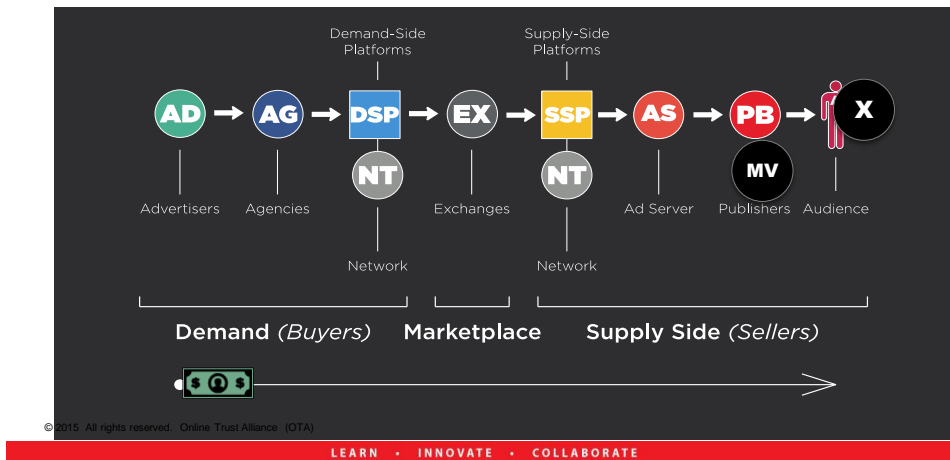 Demand-Side
Platforms
Supply-Side
Platforms
AD
AG
DSP
EX
SSP
AS
PB
X
NT
NT
MV
Advertisers
Agencies
Exchanges
Ad Server
Publishers
Audience
Network
Network
Demand (Buyers)
Marketplace
Supply Side (Sellers)
$ $
© 2015 All rights reserved. Online Trust Alliance (OTA)
LEARN • INNOVATE • COLLABORATE